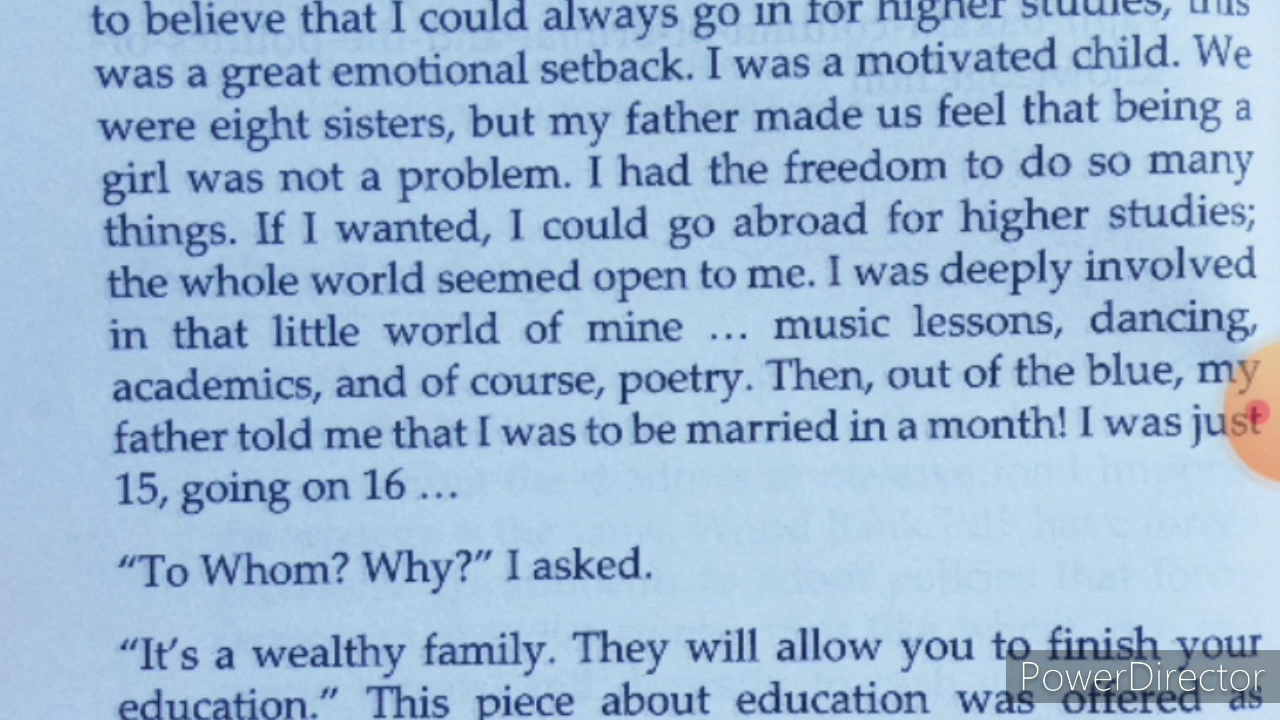 to believe that I could always go in for higher studies, this
was a great emotional setback. I was a motivated child. We
were eight sisters, but my father made us feel that being a
girl was not a problem. I had the freedom to do so many
things. If I wanted, I could go abroad for higher studies;
the whole world seemed open to me. I was deeply involved
in that little world of mine ... music lessons, dancing,
academics, and of course, poetry. Then, out of the blue, my
father told me that I was to be married in a month! I was just
15, going on 16 ...
“To Whom? Why?” I asked.
“It’s a wealthy family. They will allow you to finish your
education.” This piece about education was offered as
PowerDirector